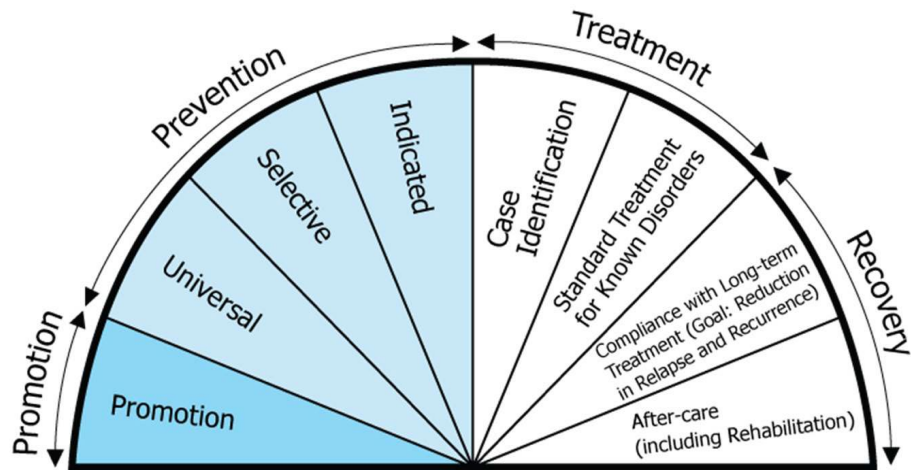 Promotion
Prevention
Treatment
Recovery
Promotion
Universal
Selective
Indicated
Case
Identification
Standard Treatment
for Known Disorders
Compliance with Long-term
Treatment (Goal: Reduction
in Relapse and Recurrence)
After-care
(including Rehabilitation)